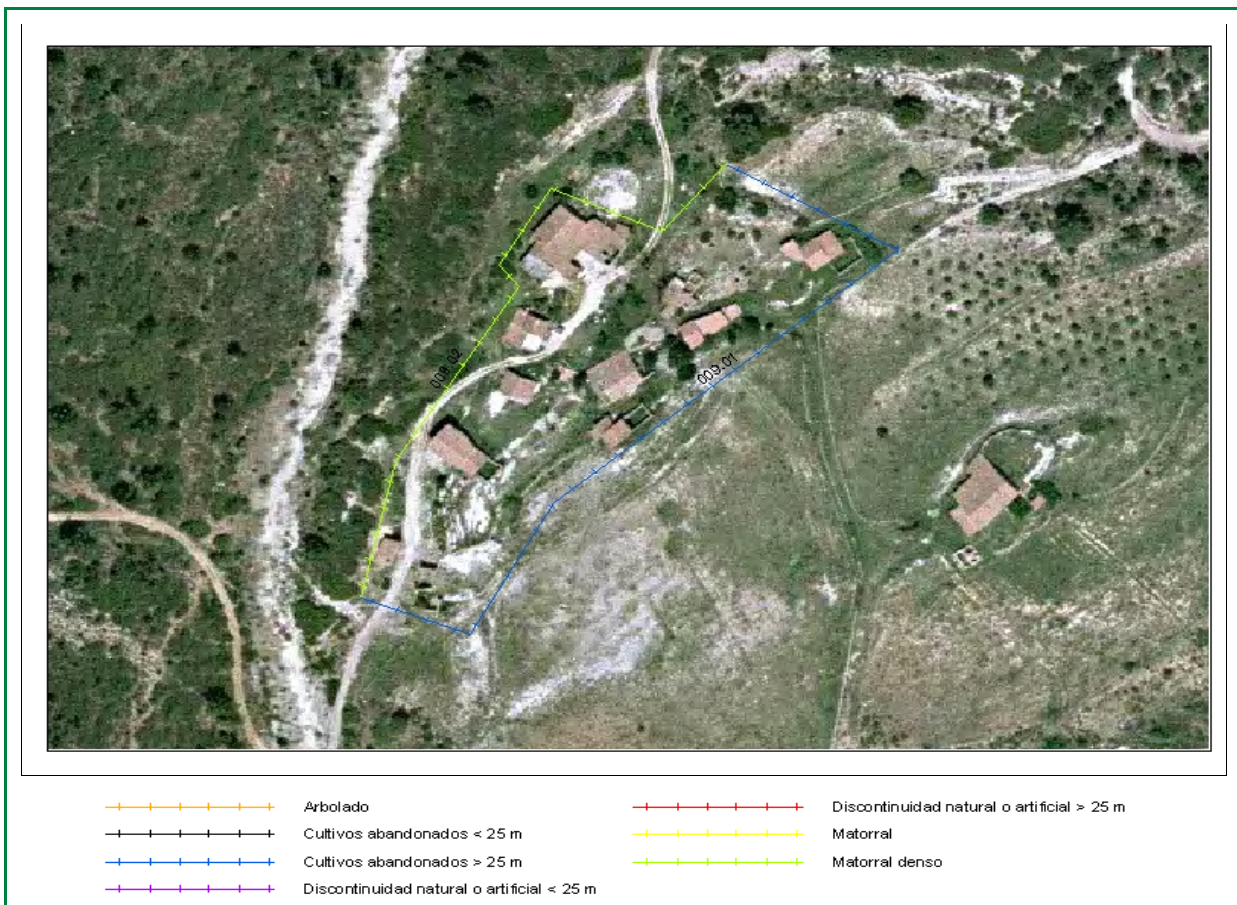 008.02
009.01
Arbolado
Cultivos abandonados < 25 m
Cultivos abandonados > 25 m
Discontinuidad natural o artificial < 25 m
Discontinuidad natural o artificial > 25 m
Matorral
Matorral denso